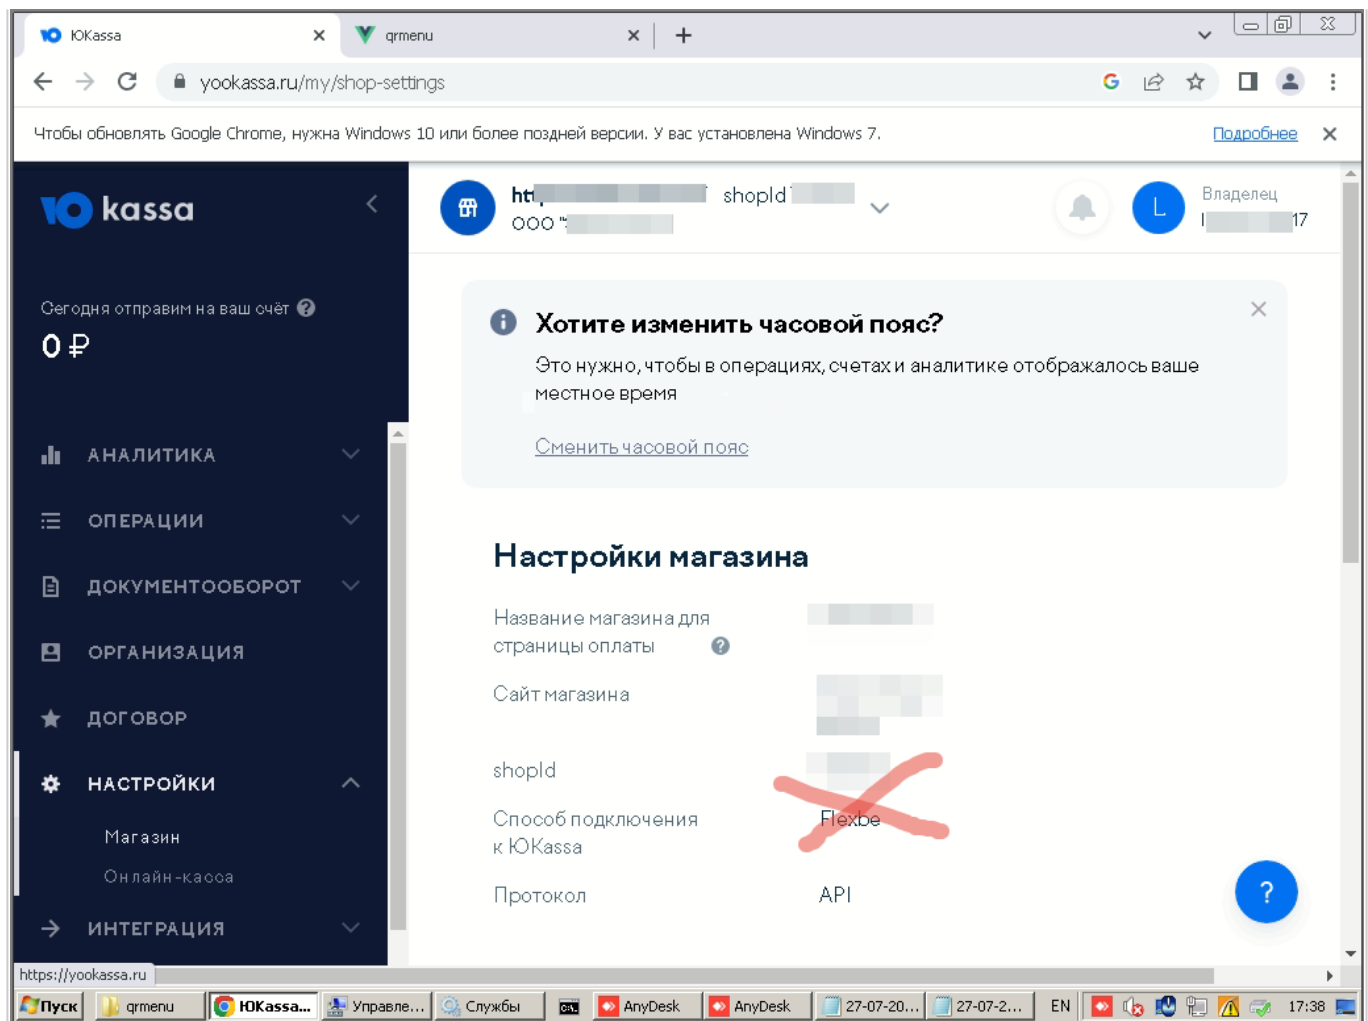 ЮKassa
qrmenu
yookassa.ru/my/shop-settings
Чтобы обновлять Google Chrome, нужна Windows 10 или более поздней версии. У вас установлена Windows 7.
Подробнее
Ю kassa
shopId
ООО "
Владелец
17
Сегодня отправим на ваш счёт ?
0 ₽
Хотите изменить часовой пояс?
Это нужно, чтобы в операциях, счетах и аналитике отображалось ваше
местное время
Сменить часовой пояс
АНАЛИТИКА
ОПЕРАЦИИ
ДОКУМЕНТООБОРОТ
ОРГАНИЗАЦИЯ
ДОГОВОР
НАСТРОЙКИ
Магазин
Онлайн-касса
ИНТЕГРАЦИЯ
Настройки магазина
Название магазина для
страницы оплаты ?
Сайт магазина
shopId
Способ подключения
к ЮKassa
Flexbe
Протокол
API
?
https://yookassa.ru
Пуск
qrmenu
ЮKassa...
Управле...
Службы
AnyDesk
AnyDesk
27-07-20...
27-07-2...
EN
17:38